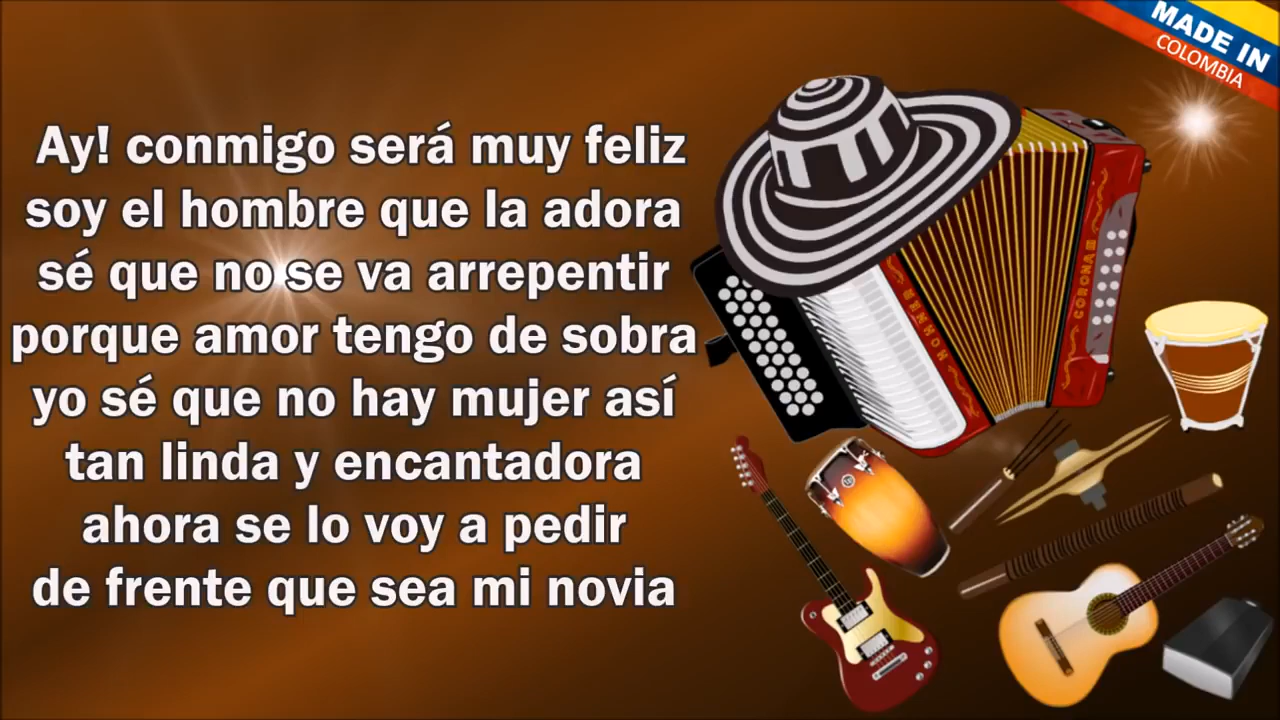 MADE IN
COLOMBIA
Ay! conmigo será muy feliz
soy el hombre que la adora
sé que no se va arrepentir
porque amor tengo de sobra
yo sé que no hay mujer así
tan linda y encantadora
ahora se lo voy a pedir
de frente que sea mi novia
HOHNER
CORONA III